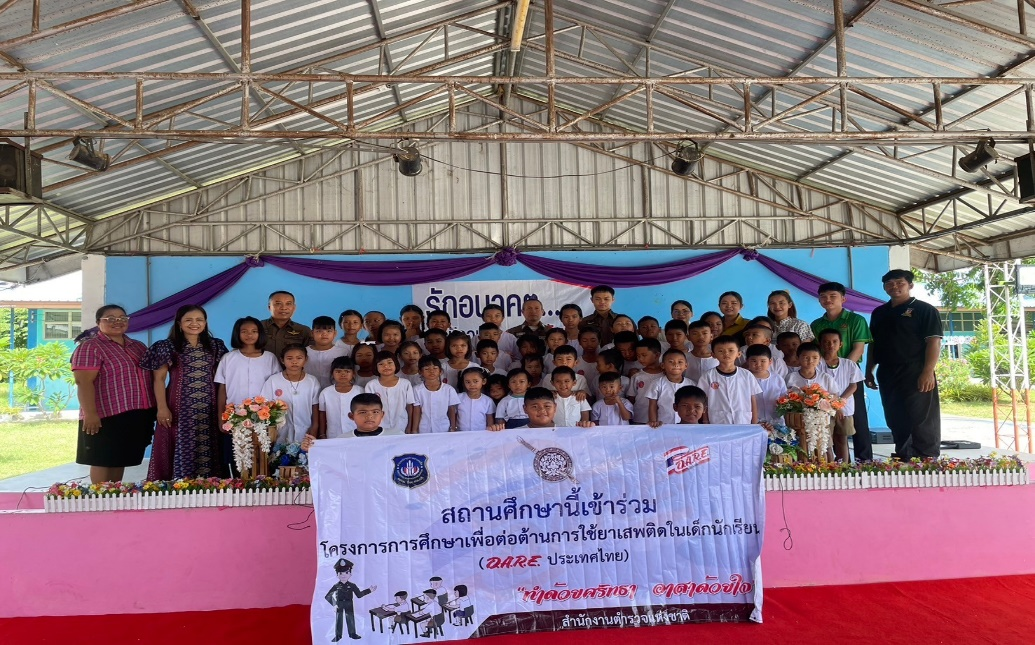 รักอนาคต...
D.A.R.E.
สถานศึกษานี้เข้าร่วม
โครงการการศึกษาเพื่อต่อต้านการใช้ยาเสพติดในเด็กนักเรียน
(D.A.R.E. ประเทศไทย)
"ทำด้วยศรัทธา อาสาด้วยใจ"
สำนักงานตำรวจแห่งชาติ